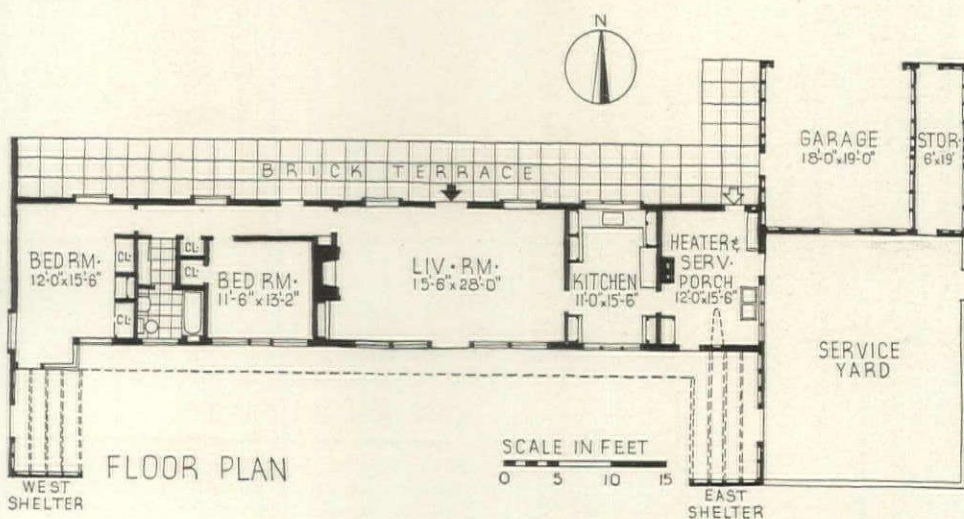 N
BRICK TERRACE
GARAGE
18'-0"x19'-0"
STOR·
6'x19'
BED RM·
12'-0"x15'-6"
CL·
CL·
CL·
CL·
BED RM·
11'-6"x13'-2"
LIV·RM·
15'-6"x28'-0"
KITCHEN
11'-0"x15'-6"
HEATER &
SERV·
PORCH
12'-0"x15'-6"
SERVICE
YARD
WEST
SHELTER
FLOOR PLAN
SCALE IN FEET
0 5 10 15
EAST
SHELTER